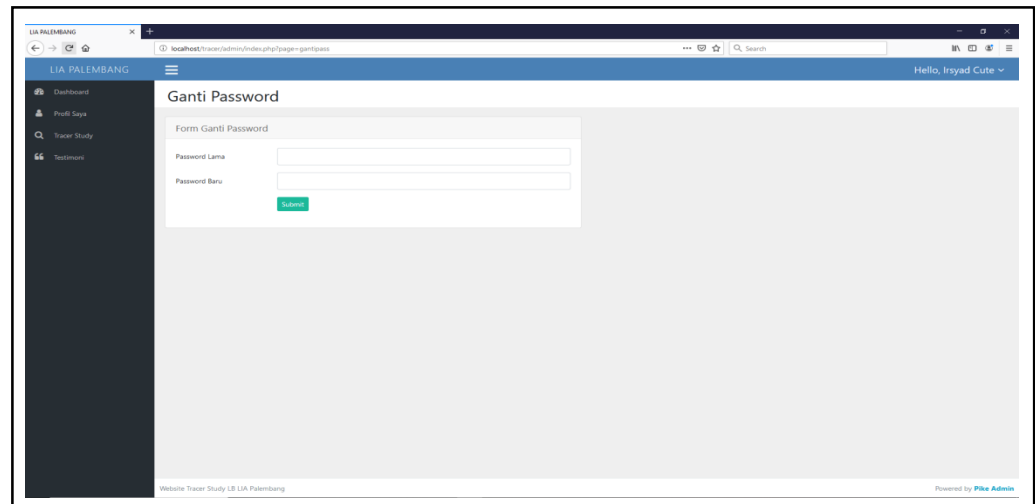 LIA PALEMBANG
localhost/tracer/admin/index.php?page=gantipass
Search
LIA PALEMBANG
Hello, Irsyad Cute
Dashboard
Profil Saya
Tracer Study
Testimoni
Ganti Password
Form Ganti Password
Password Lama
Password Baru
Submit
Website Tracer Study LB LIA Palembang
Powered by Pike Admin